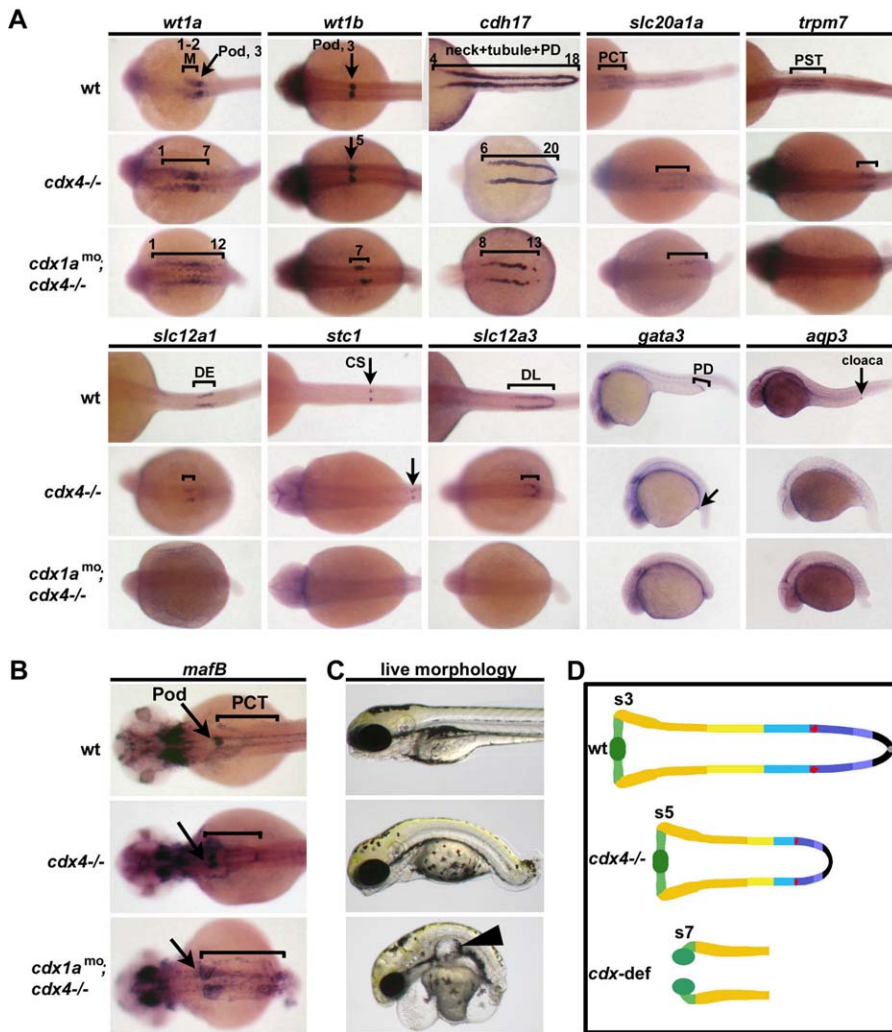 A
wt1a wt1b cdh17 slc20a1a trpm7
wt
1-2
M
Pod, 3
Pod, 3
neck+tubule+PD
4 18
PCT
PST
cdx4-/-
1 7
5
6 20
cdx1a mo;
cdx4-/-
1 12
7
8 13
slc12a1 stc1 slc12a3 gata3 aqp3
wt
DE
CS
DL
PD
cloaca
cdx4-/-
cdx1a mo;
cdx4-/-
B
mafB
wt
Pod
PCT
cdx4-/-
cdx1a mo;
cdx4-/-
C
live morphology
D
s3
wt
s5
cdx4-/-
s7
cdx-def